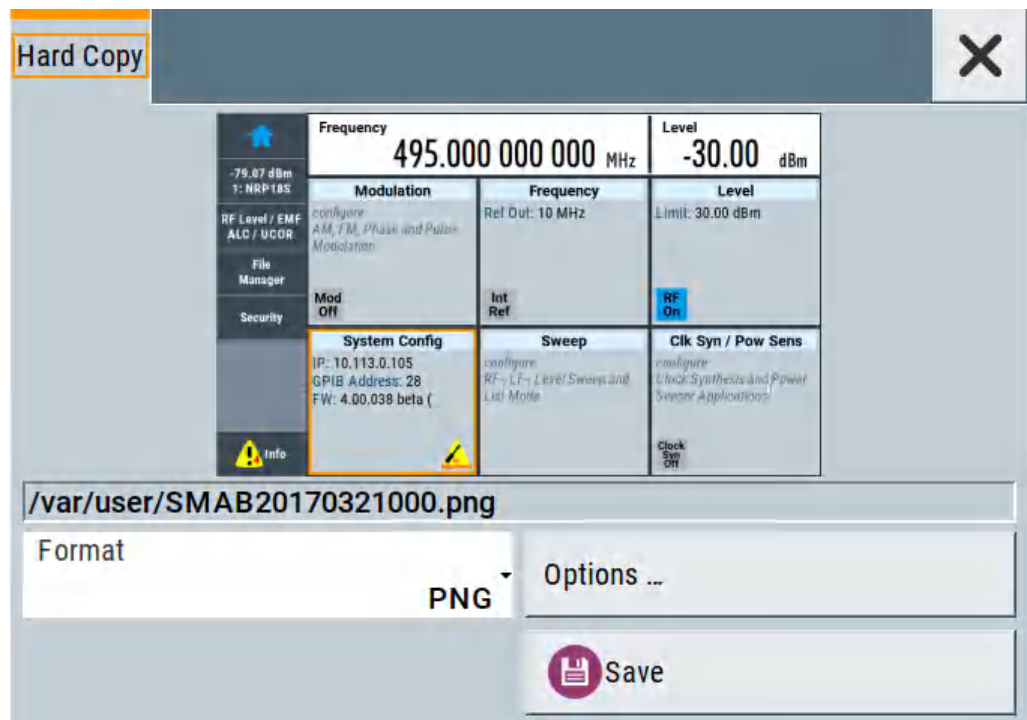 Hard Copy
Frequency
495.000 000 000 MHz
Level
-30.00 dBm
-79.07 dBm
1: NRP18S
RF Level / EMF
ALC / UCOR
File
Manager
Security
Info
Modulation
configure
AM, FM, Phase and Pulse
Modulation
Mod
Off
Frequency
Ref Out: 10 MHz
Int
Ref
Level
Limit: 30.00 dBm
RF
On
System Config
IP: 10.113.0.105
GPIB Address: 28
FW: 4.00.038 beta (
Sweep
configure
RF-, LF-, Level Sweep and
List Mode
Clk Syn / Pow Sens
configure
Clock Synthesis and Power
Sensor Applications
Clock
Syn
Off
/var/user/SMAB20170321000.png
Format
PNG
Options ...
Save